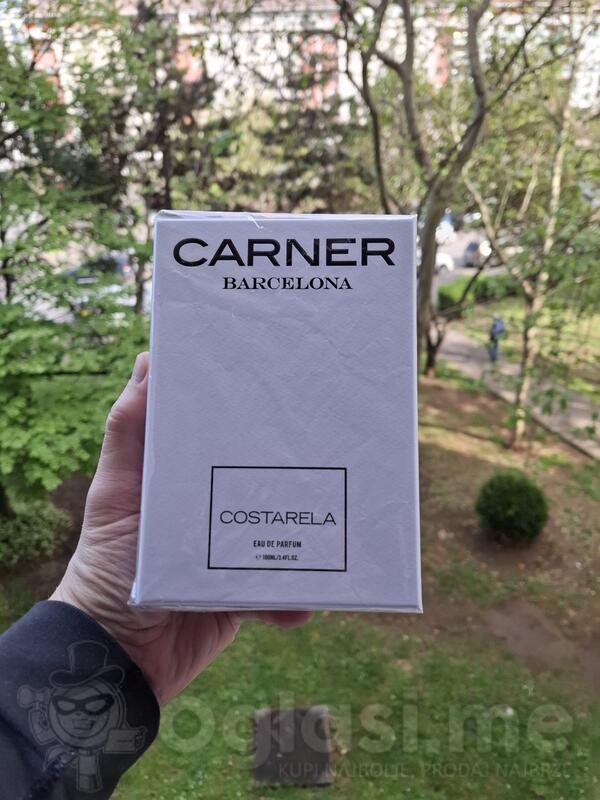 CARNER
BARCELONA
COSTARELA
EAU DE PARFUM
℮ 100ML/3.4FL.OZ.
oglasi.me
KUPI NAJBOLJE, PRODAJ NAJBRŽE